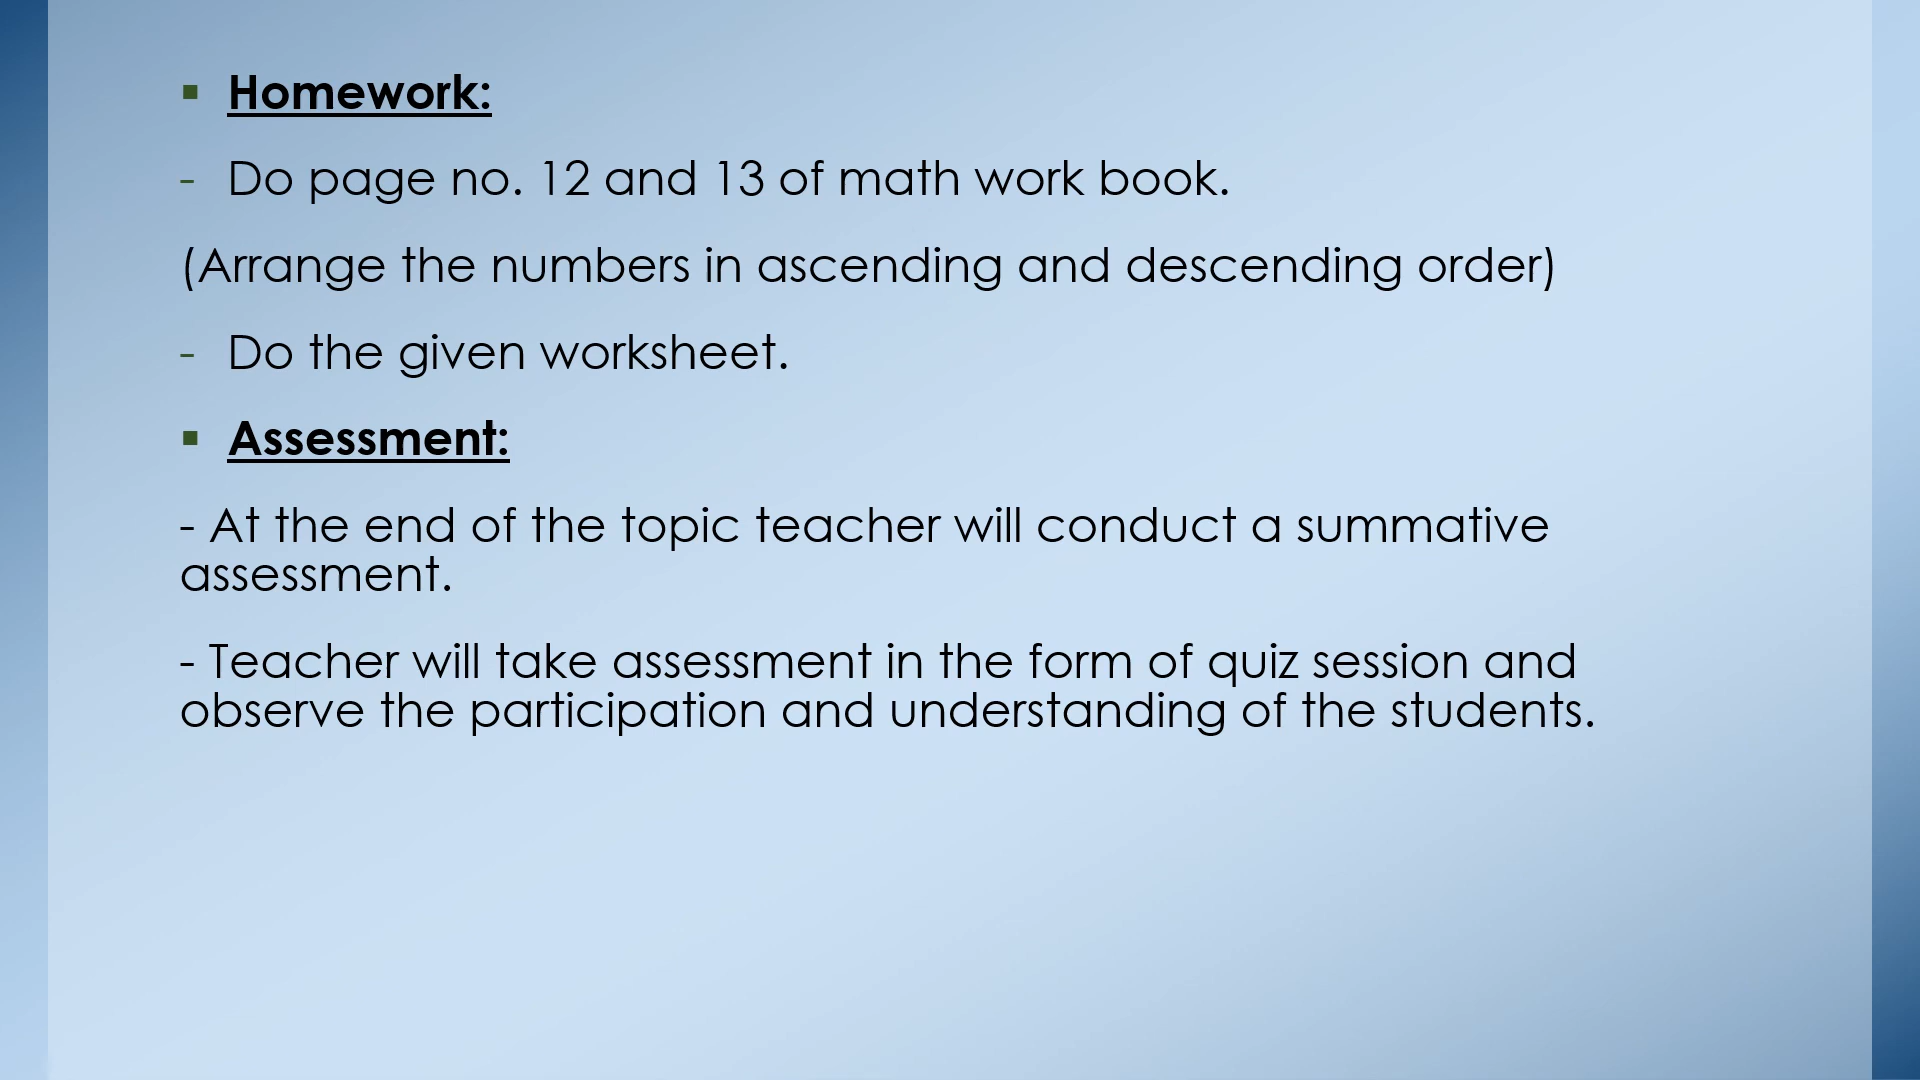 ▪ Homework:
- Do page no. 12 and 13 of math work book.
(Arrange the numbers in ascending and descending order)
- Do the given worksheet.
▪ Assessment:
- At the end of the topic teacher will conduct a summative
assessment.
- Teacher will take assessment in the form of quiz session and
observe the participation and understanding of the students.